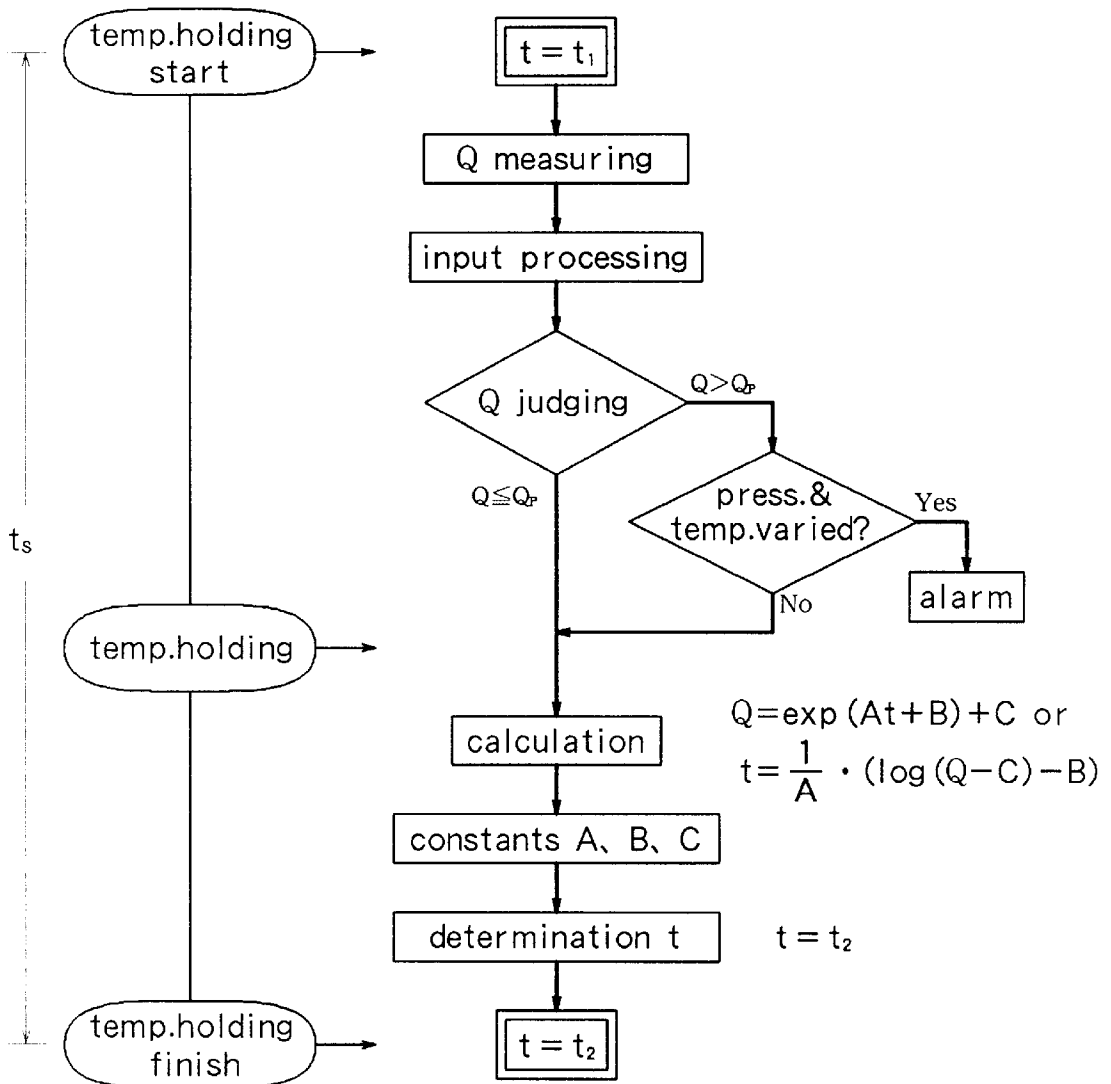 temp.holding
start
t = t₁
Q measuring
input processing
Q judging
Q>Qₚ
Q≦Qₚ
press.&
temp.varied?
Yes
alarm
No
tₛ
temp.holding
Q=exp (At+B)+C or
t=1/A・(log(Q-C)-B)
calculation
constants A、B、C
determination t
t = t₂
temp.holding
finish
t = t₂